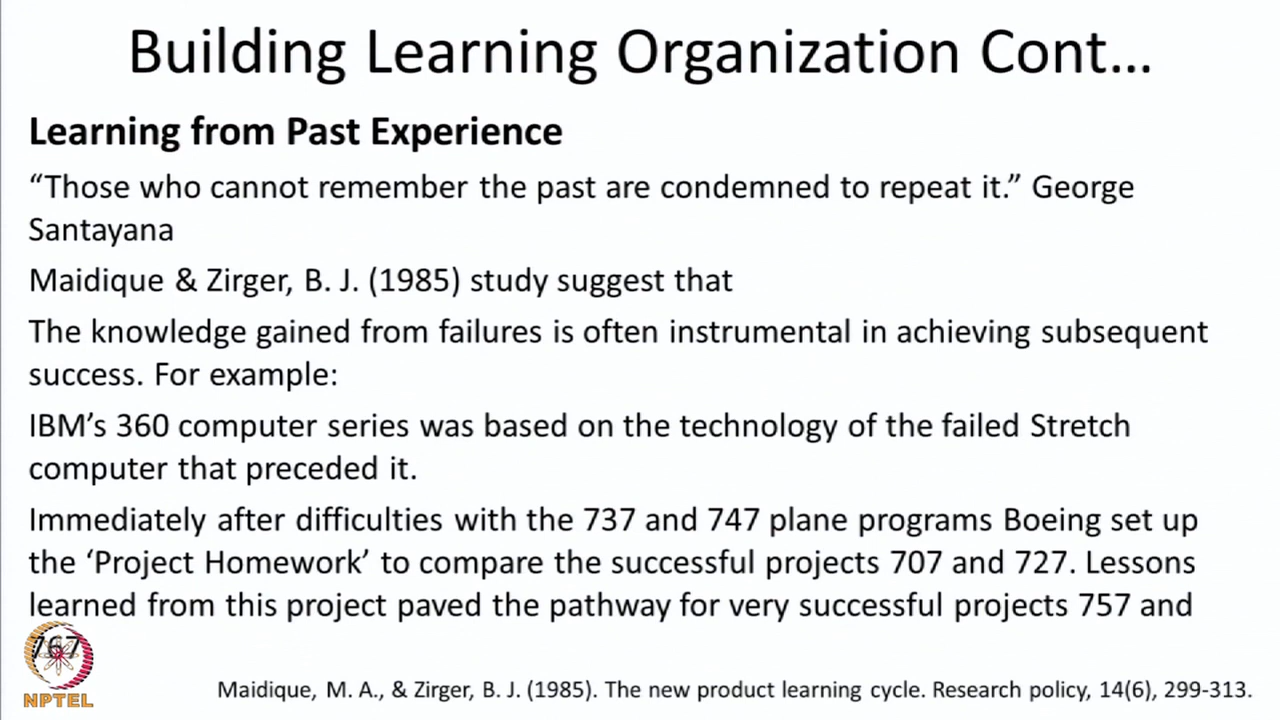 Building Learning Organization Cont...
Learning from Past Experience
“Those who cannot remember the past are condemned to repeat it.” George
Santayana
Maidique & Zirger, B. J. (1985) study suggest that
The knowledge gained from failures is often instrumental in achieving subsequent
success. For example:
IBM’s 360 computer series was based on the technology of the failed Stretch
computer that preceded it.
Immediately after difficulties with the 737 and 747 plane programs Boeing set up
the ‘Project Homework’ to compare the successful projects 707 and 727. Lessons
learned from this project paved the pathway for very successful projects 757 and
767
NPTEL
Maidique, M. A., & Zirger, B. J. (1985). The new product learning cycle. Research policy, 14(6), 299-313.